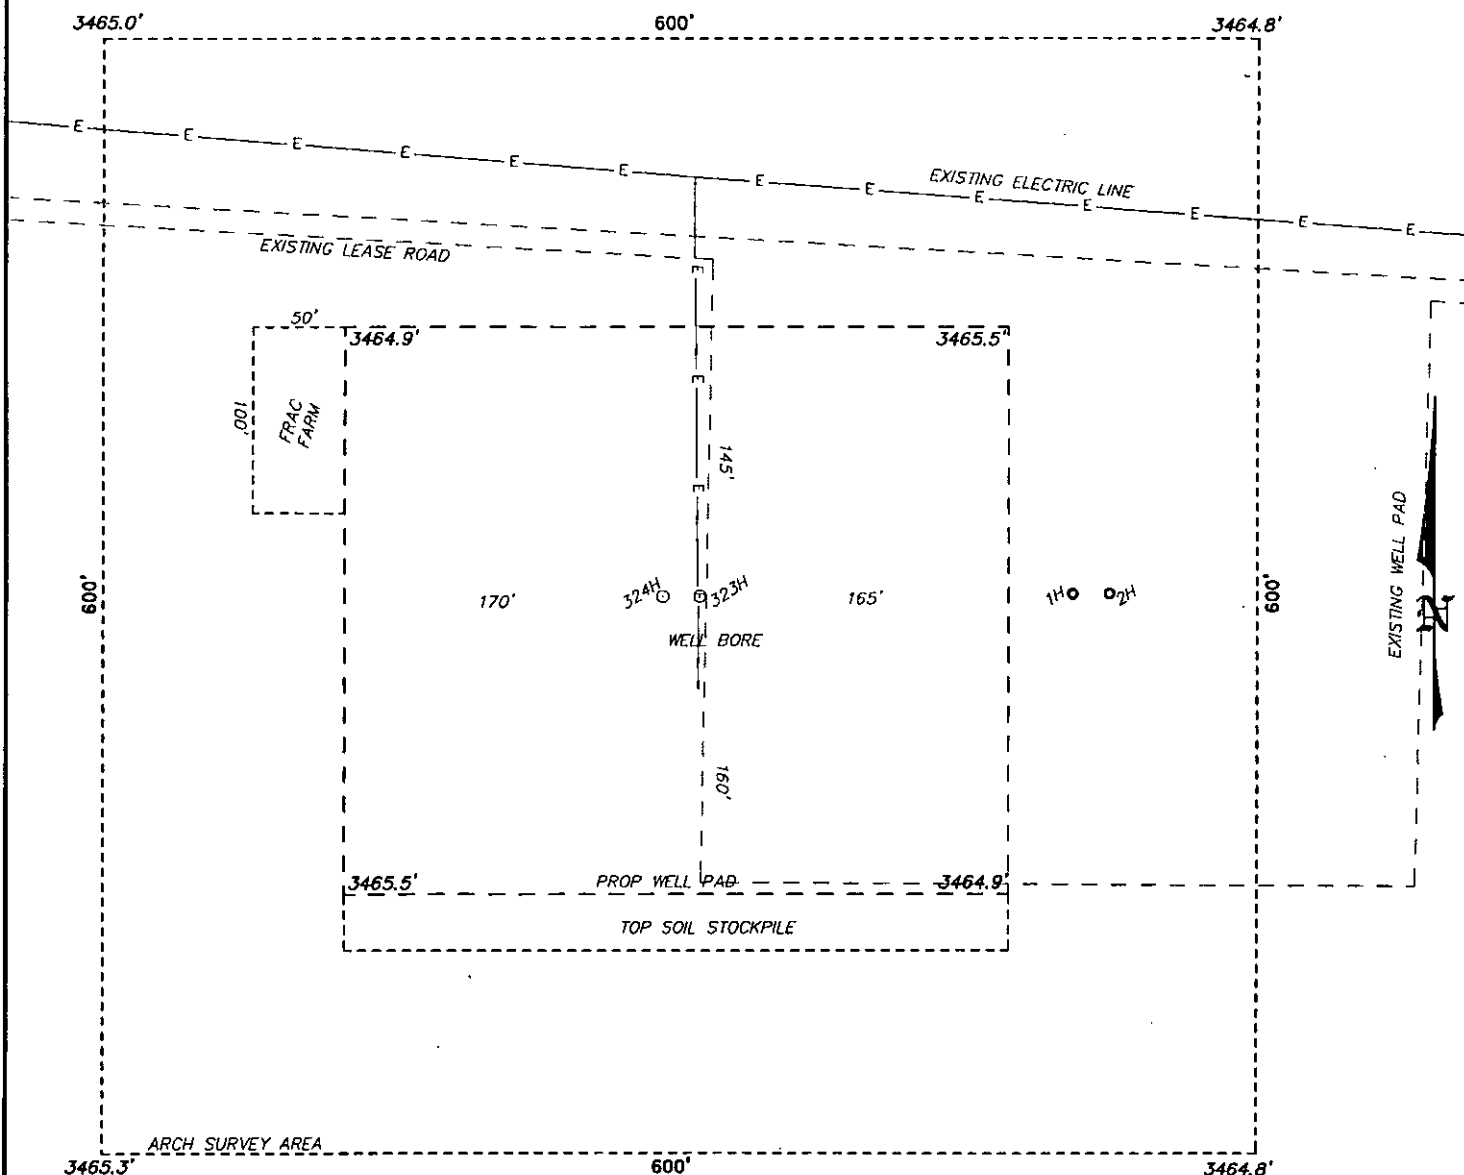 3465.0' 600' 3464.8'
E E E E E E E E E E E E E
EXISTING ELECTRIC LINE
EXISTING LEASE ROAD
E
50'
3464.9' 3465.5'
E
100'
FRAC
FARM
145'
E
EXISTING WELL PAD
600' 170' 324H 323H 165' 1H 2H 600' N
WELL BORE
160'
3465.5' PROP WELL PAD 3464.9'
TOP SOIL STOCKPILE
ARCH SURVEY AREA
3465.3' 600' 3464.8'